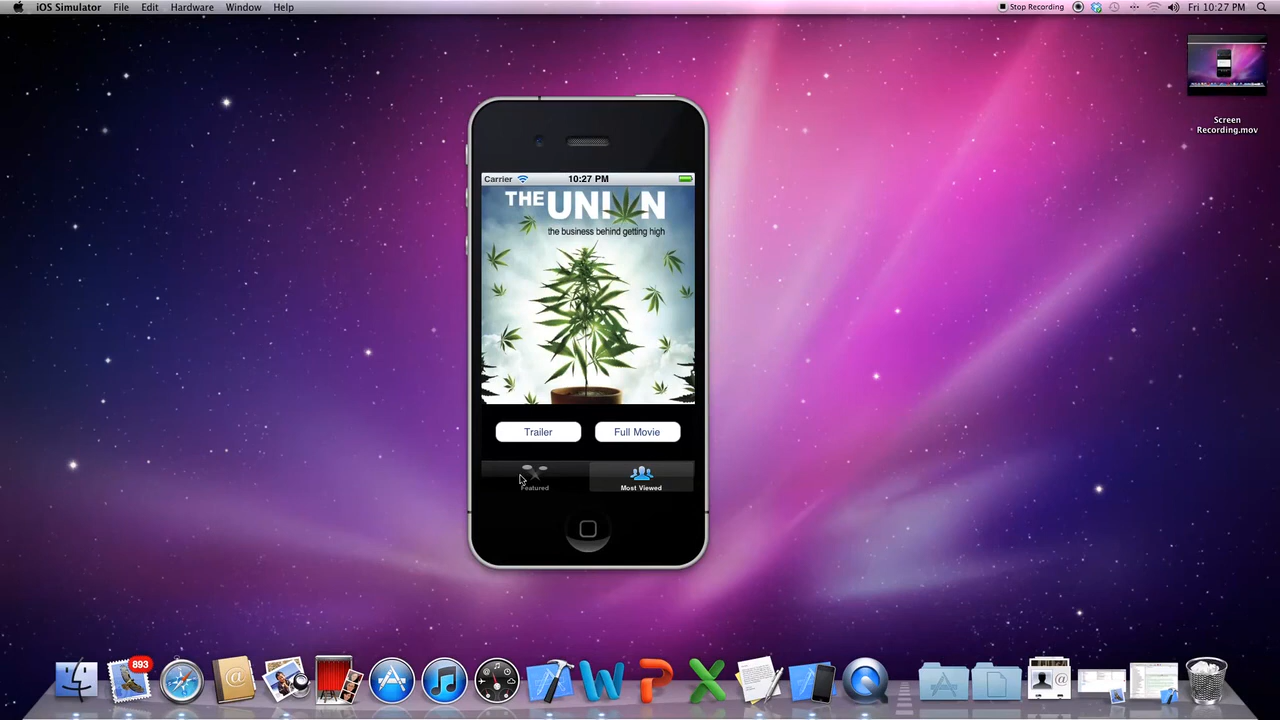 iOS Simulator File Edit Hardware Window Help
Stop Recording Fri 10:27 PM
Screen
Recording.mov
Carrier 10:27 PM
THE UNION
the business behind getting high
Trailer Full Movie
Featured Most Viewed
893